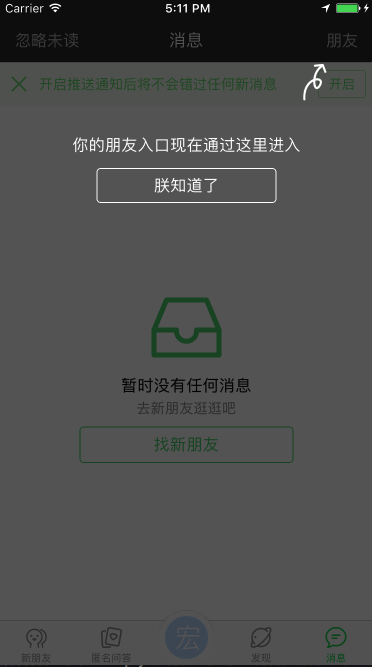 Carrier 5:11 PM
忽略未读 消息 朋友
开启推送通知后将不会错过任何新消息 开启
你的朋友入口现在通过这里进入
朕知道了
暂时没有任何消息
去新朋友逛逛吧
找新朋友
宏
新朋友 匿名问答 发现 消息